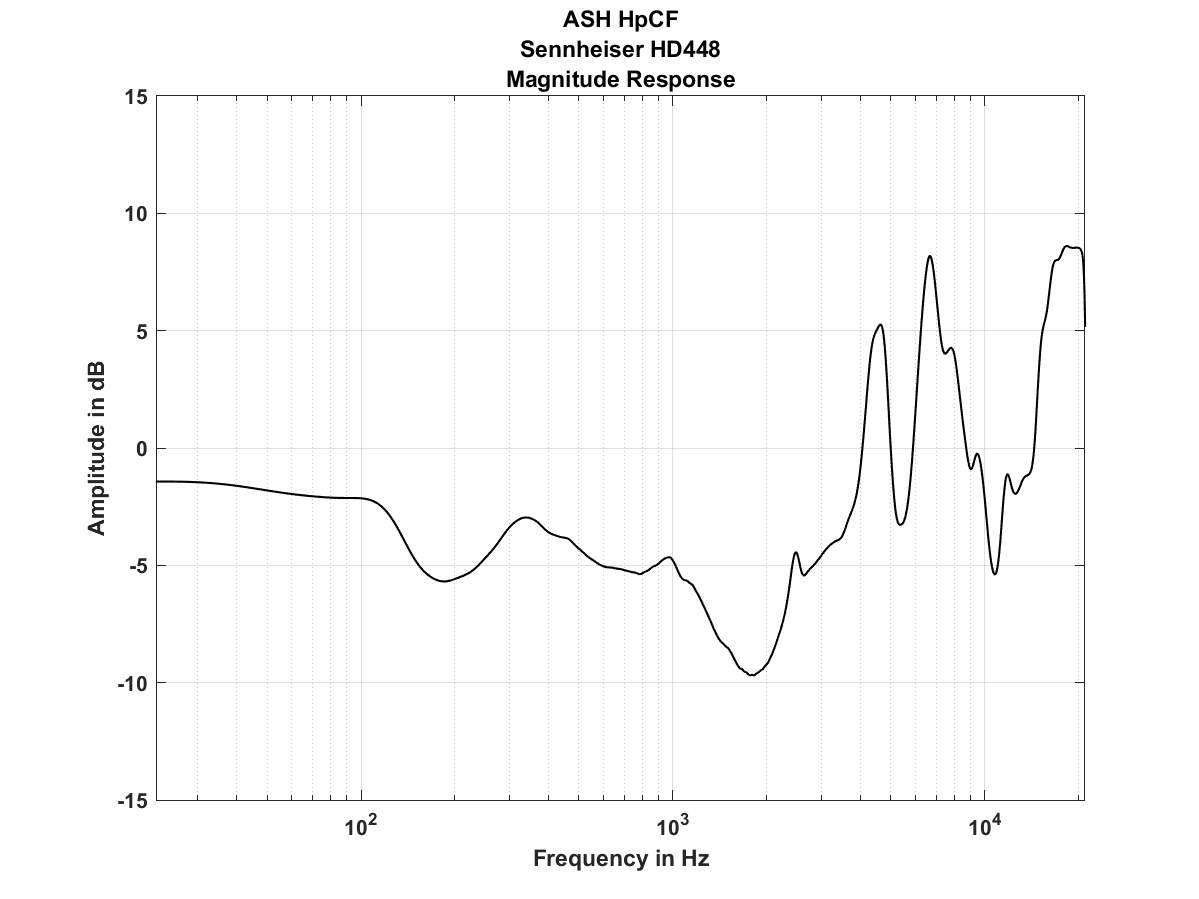 ASH HpCF
Sennheiser HD448
Magnitude Response
15
10
5
0
-5
-10
-15
Amplitude in dB
10²
10³
10⁴
Frequency in Hz